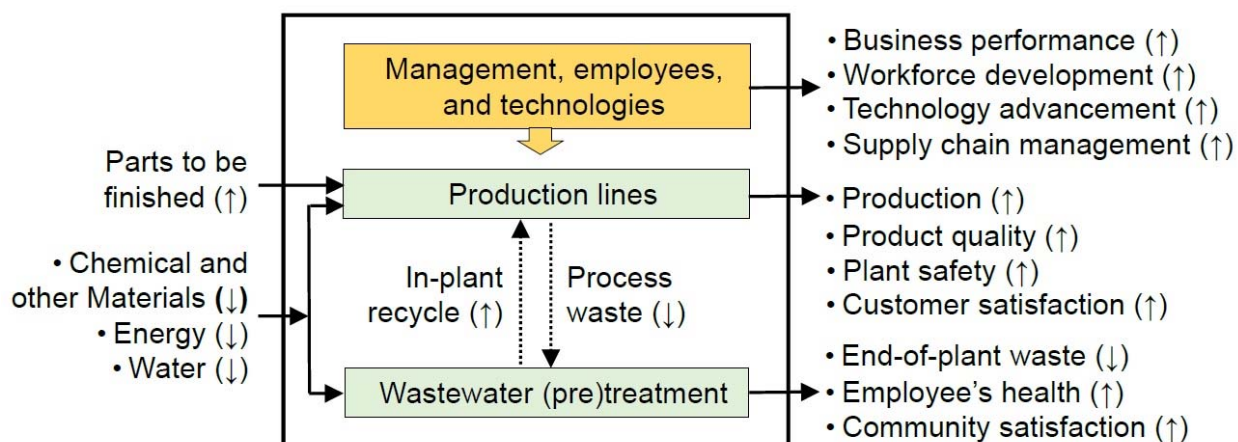 Management, employees,
and technologies
• Business performance (↑)
• Workforce development (↑)
• Technology advancement (↑)
• Supply chain management (↑)
Parts to be
finished (↑)
Production lines
• Production (↑)
• Product quality (↑)
• Plant safety (↑)
• Customer satisfaction (↑)
• Chemical and
other Materials (↓)
• Energy (↓)
• Water (↓)
In-plant
recycle (↑)
Process
waste (↓)
Wastewater (pre)treatment
• End-of-plant waste (↓)
• Employee's health (↑)
• Community satisfaction (↑)